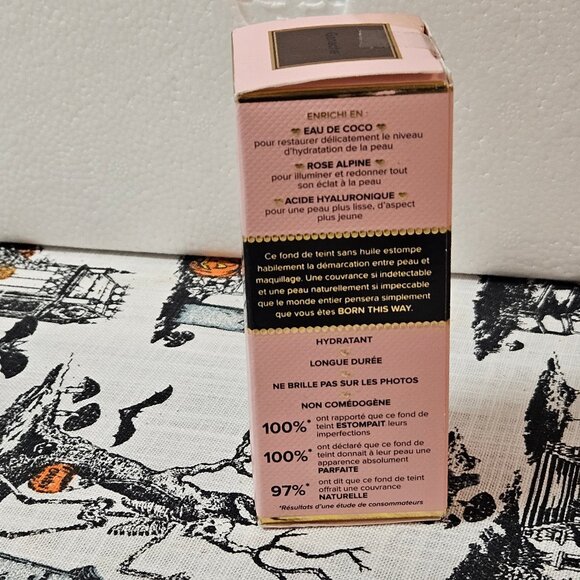 Ganache
ENRICHI EN :
EAU DE COCO
pour restaurer délicatement le niveau
d'hydratation de la peau
ROSE ALPINE
pour illuminer et redonner tout
son éclat à la peau
ACIDE HYALURONIQUE
pour une peau plus lisse, d'aspect
plus jeune
Ce fond de teint sans huile estompe
habilement la démarcation entre peau et
maquillage. Une couvrance si indétectable
et une peau naturellement si impeccable
que le monde entier pensera simplement
que vous êtes BORN THIS WAY.
HYDRATANT
LONGUE DURÉE
NE BRILLE PAS SUR LES PHOTOS
NON COMÉDOGÈNE
100%* ont rapporté que ce fond de
teint ESTOMPAIT leurs
imperfections
100%* ont déclaré que ce fond de
teint donnait à leur peau une
apparence absolument
PARFAITE
97%* ont dit que ce fond de teint
offrait une couvrance
NATURELLE
*Résultats d'une étude de consommateurs